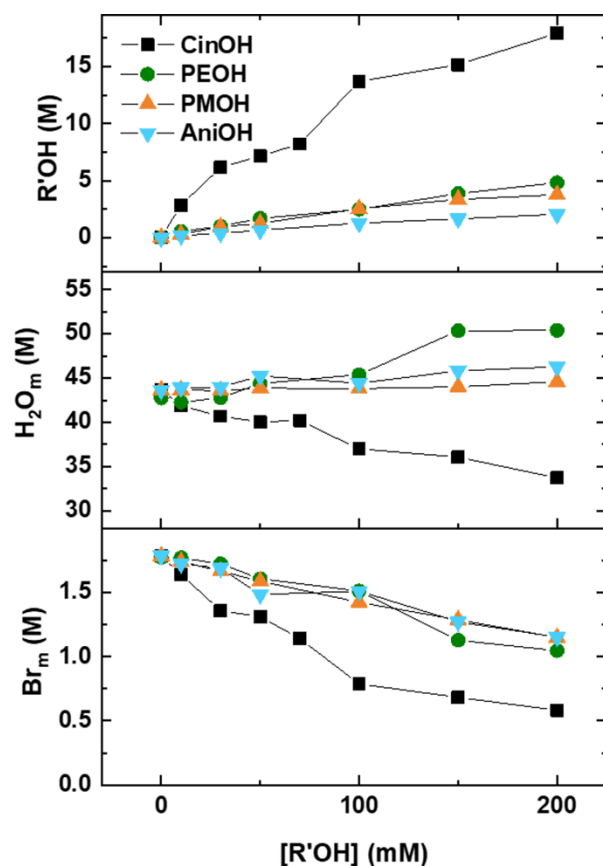 CinOH
PEOH
PMOH
AniOH
R'OH (M)
15
10
5
0
H₂Oₘ (M)
55
50
45
40
35
30
Brₘ (M)
1.5
1.0
0.5
0.0
0
100
200
[R'OH] (mM)